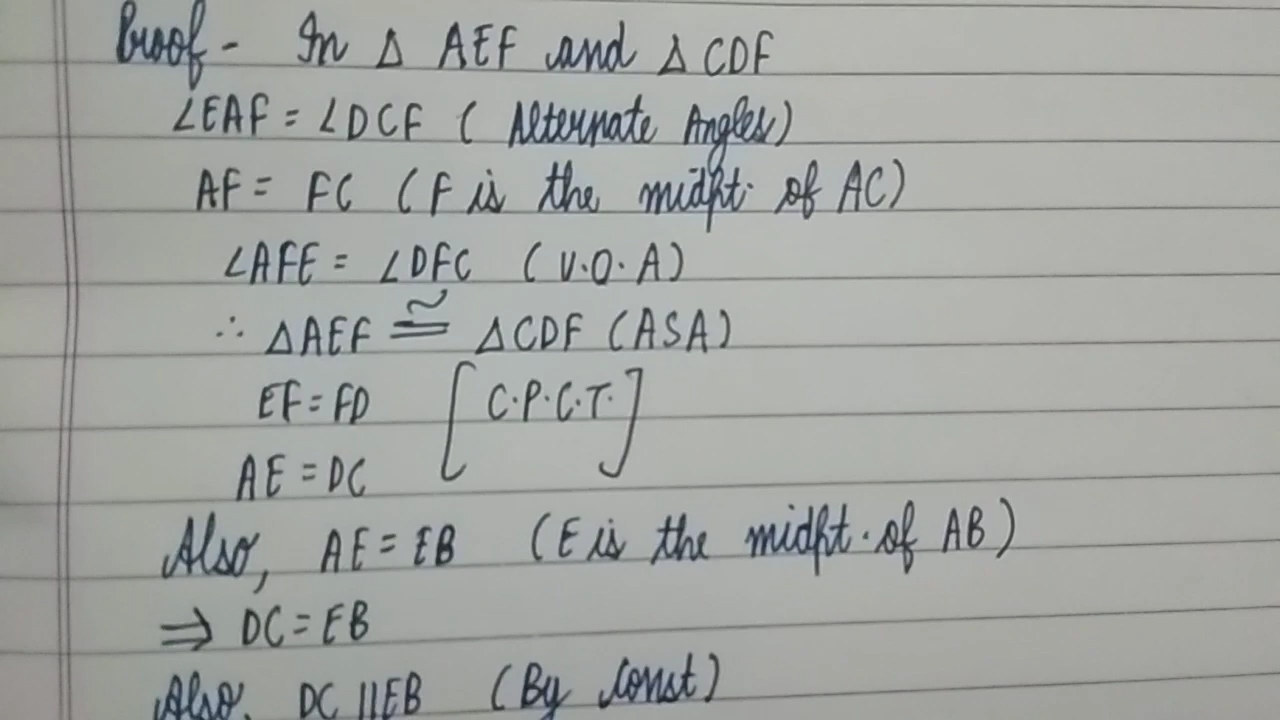 Proof - In Δ AEF and Δ CDF
∠EAF = ∠DCF ( Alternate Angles)
AF = FC (F is the midpt. of AC)
∠AFE = ∠DFC (V.O.A)
∴ ΔAEF ≅ ΔCDF (ASA)
EF = FD [C.P.C.T.]
AE = DC
Also, AE = EB (E is the midpt. of AB)
⇒ DC = EB
Also, DC || EB (By Const)